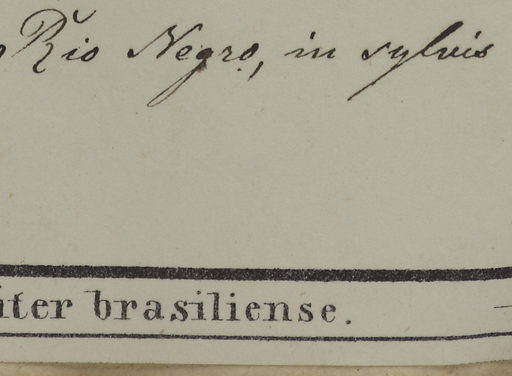 Rio Negro, in sylvis
iter brasiliense.